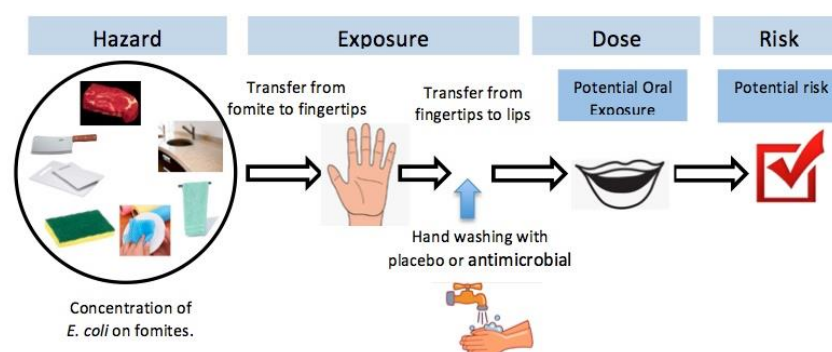 Hazard
Exposure
Dose
Risk
Transfer from
fomite to fingertips
Transfer from
fingertips to lips
Potential Oral
Exposure
Potential risk
Hand washing with
placebo or antimicrobial
Concentration of
E. coli on fomites.